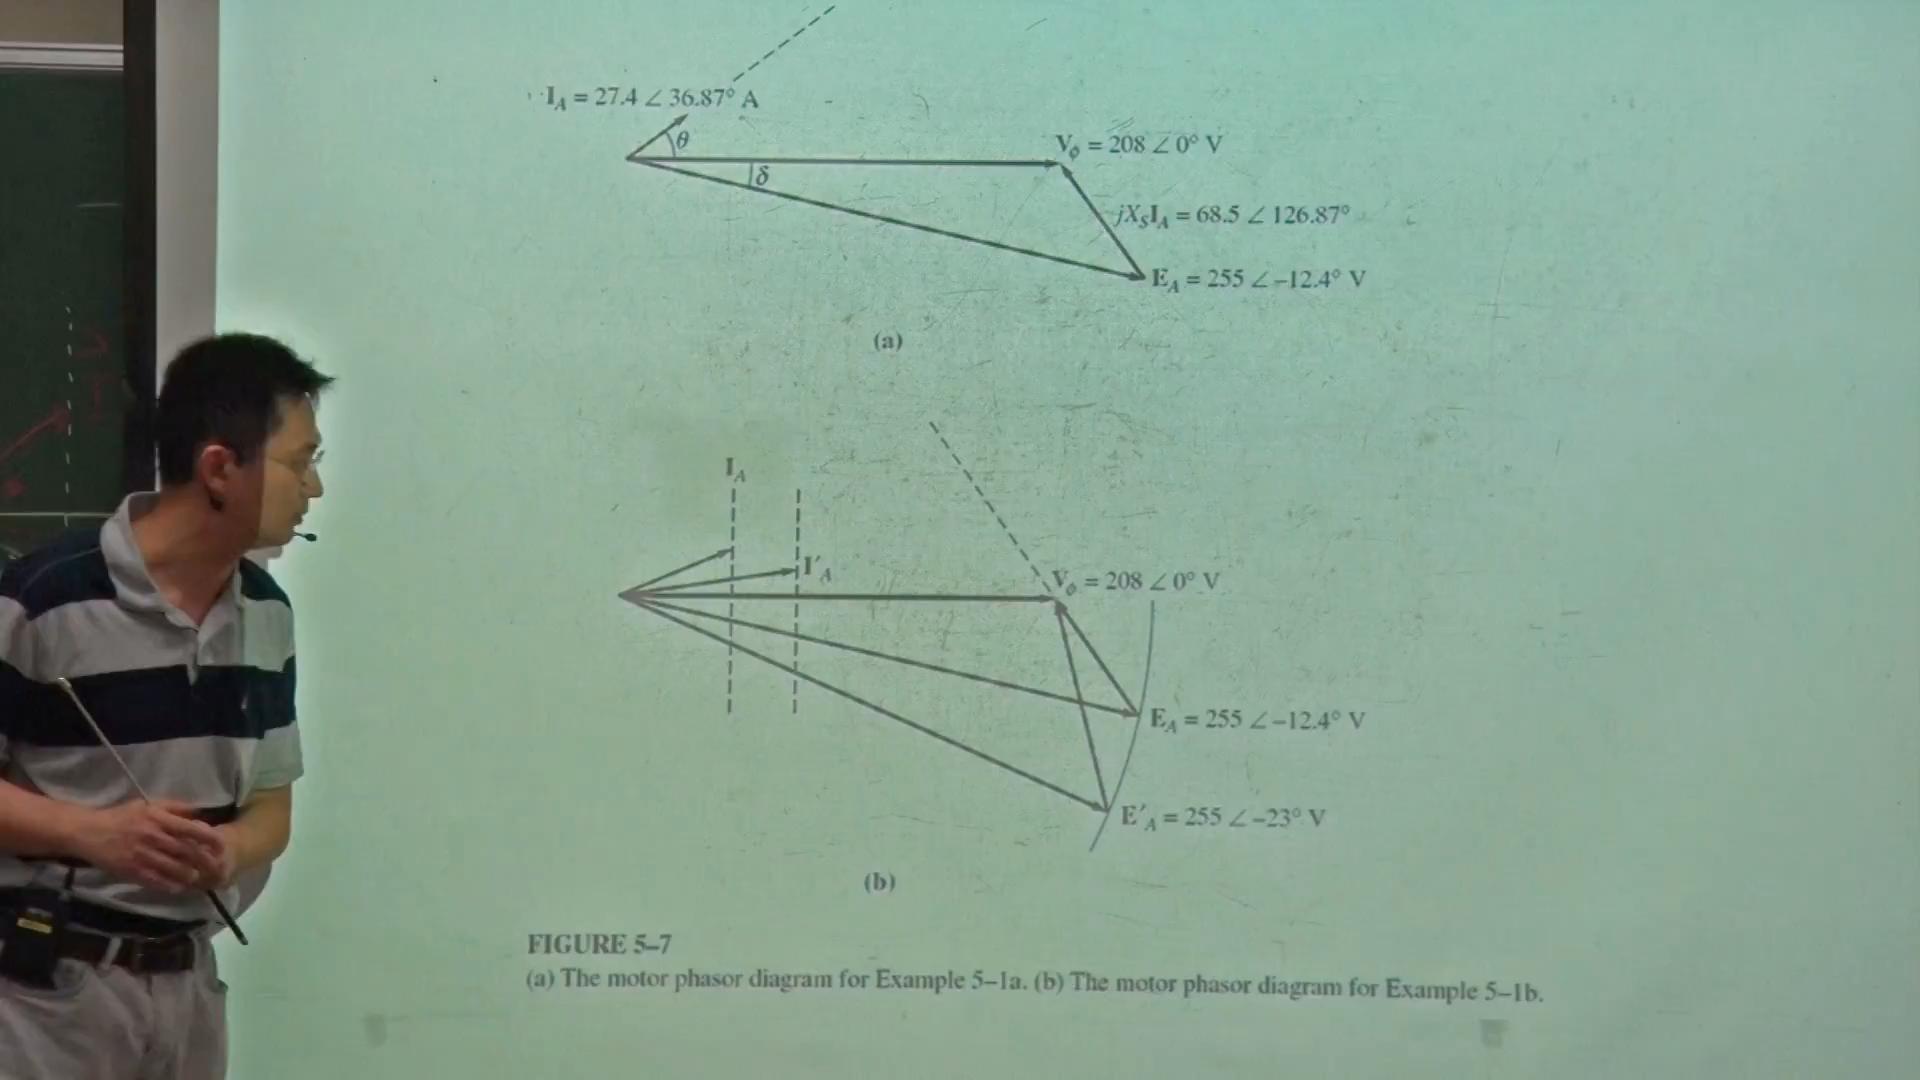 I_A = 27.4 ∠ 36.87° A
θ
V_φ = 208 ∠ 0° V
δ
jX_S I_A = 68.5 ∠ 126.87°
E_A = 255 ∠ –12.4° V
(a)
I_A
I′_A
V_φ = 208 ∠ 0° V
E_A = 255 ∠ –12.4° V
E′_A = 255 ∠ –23° V
(b)
FIGURE 5–7
(a) The motor phasor diagram for Example 5–1a. (b) The motor phasor diagram for Example 5–1b.